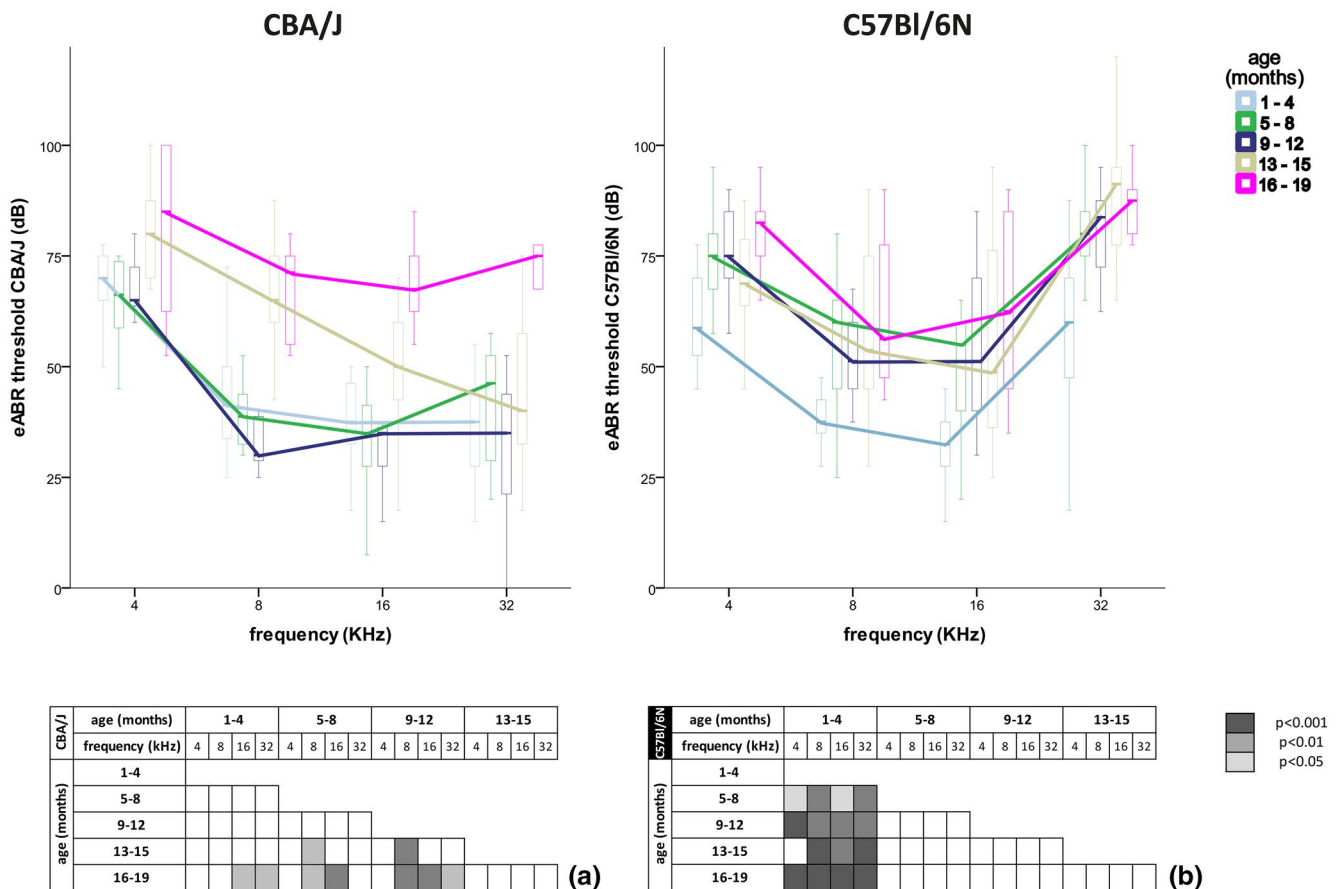 CBA/J
C57Bl/6N
eABR threshold CBA/J (dB)
100
75
50
25
0
4 8 16 32
frequency (KHz)
eABR threshold C57Bl/6N (dB)
100
75
50
25
0
4 8 16 32
frequency (KHz)
age
(months)
1 - 4
5 - 8
9 - 12
13 - 15
16 - 19
CBA/J
age (months) 1-4 5-8 9-12 13-15
frequency (kHz) 4 8 16 32 4 8 16 32 4 8 16 32 4 8 16 32
age (months)
1-4
5-8
9-12
13-15
16-19
(a)
C57Bl/6N
age (months) 1-4 5-8 9-12 13-15
frequency (kHz) 4 8 16 32 4 8 16 32 4 8 16 32 4 8 16 32
age (months)
1-4
5-8
9-12
13-15
16-19
(b)
p<0.001
p<0.01
p<0.05